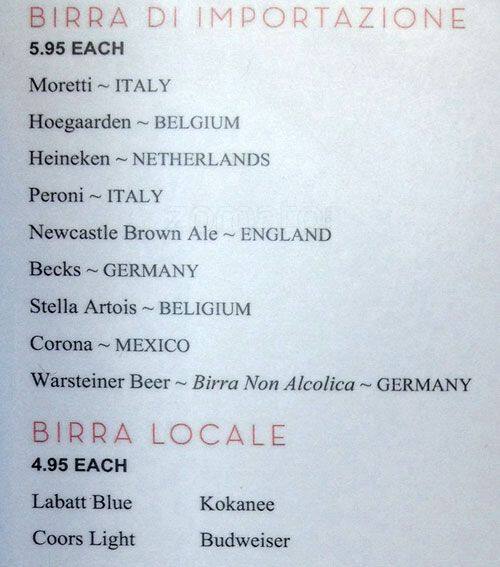 BIRRA DI IMPORTAZIONE
5.95 EACH
Moretti ~ ITALY
Hoegaarden ~ BELGIUM
Heineken ~ NETHERLANDS
Peroni ~ ITALY
zomato
Newcastle Brown Ale ~ ENGLAND
Becks ~ GERMANY
Stella Artois ~ BELIGIUM
Corona ~ MEXICO
Warsteiner Beer ~ Birra Non Alcolica ~ GERMANY
BIRRA LOCALE
4.95 EACH
Labatt Blue Kokanee
Coors Light Budweiser